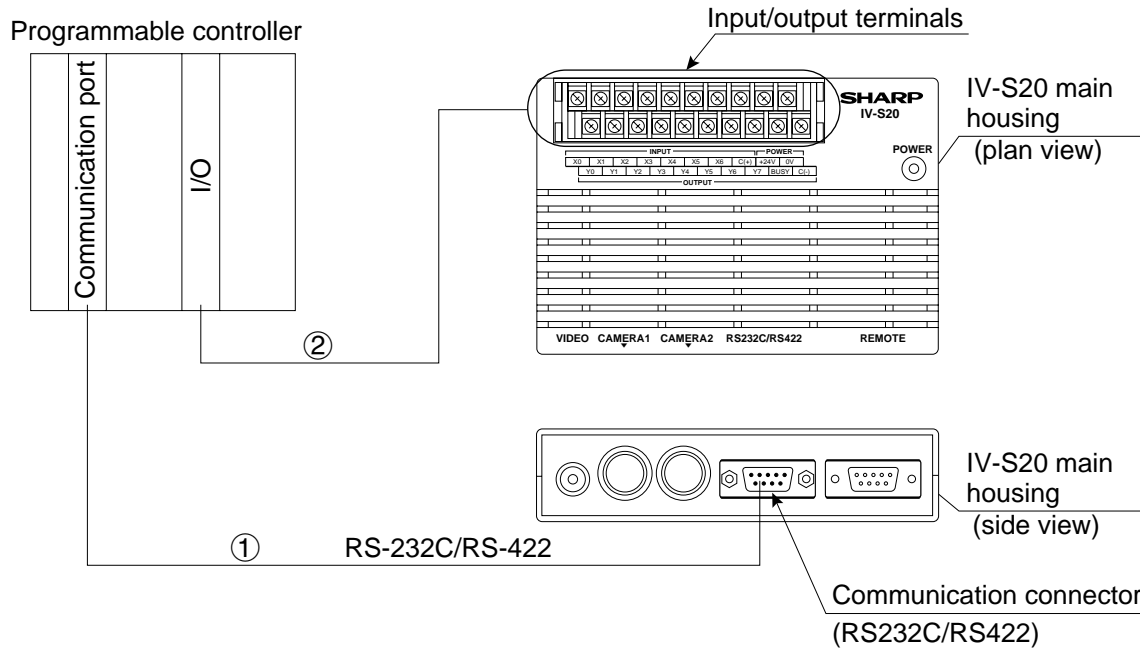 Input/output terminals
Programmable controller
Communication port
I/O
SHARP
IV-S20
IV-S20 main
housing
(plan view)
POWER
INPUT
POWER
X0 X1 X2 X3 X4 X5 X6 C(+) +24V 0V
Y0 Y1 Y2 Y3 Y4 Y5 Y6 Y7 BUSY C(-)
OUTPUT
②
VIDEO CAMERA1 CAMERA2 RS232C/RS422 REMOTE
IV-S20 main
housing
(side view)
① RS-232C/RS-422
Communication connector
(RS232C/RS422)